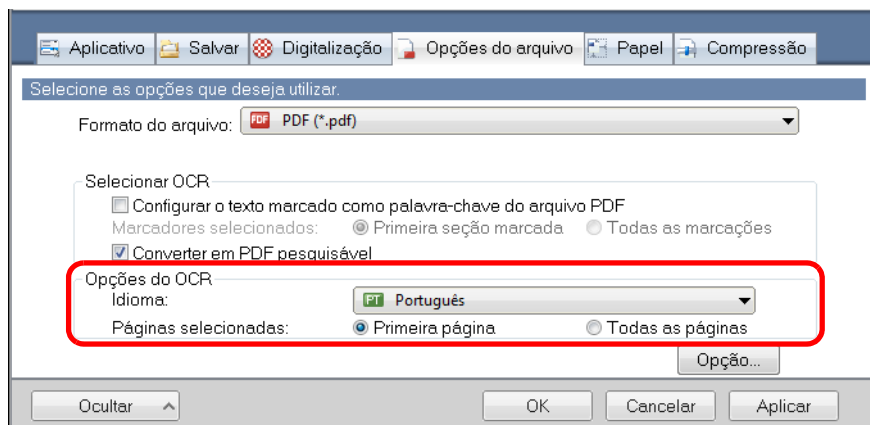 Aplicativo Salvar Digitalização Opções do arquivo Papel Compressão
Selecione as opções que deseja utilizar.
Formato do arquivo: PDF PDF (*.pdf)
Selecionar OCR
Configurar o texto marcado como palavra-chave do arquivo PDF
Marcadores selecionados: Primeira seção marcada Todas as marcações
Converter em PDF pesquisável
Opções do OCR
Idioma: PT Português
Páginas selecionadas: Primeira página Todas as páginas
Opção...
Ocultar OK Cancelar Aplicar